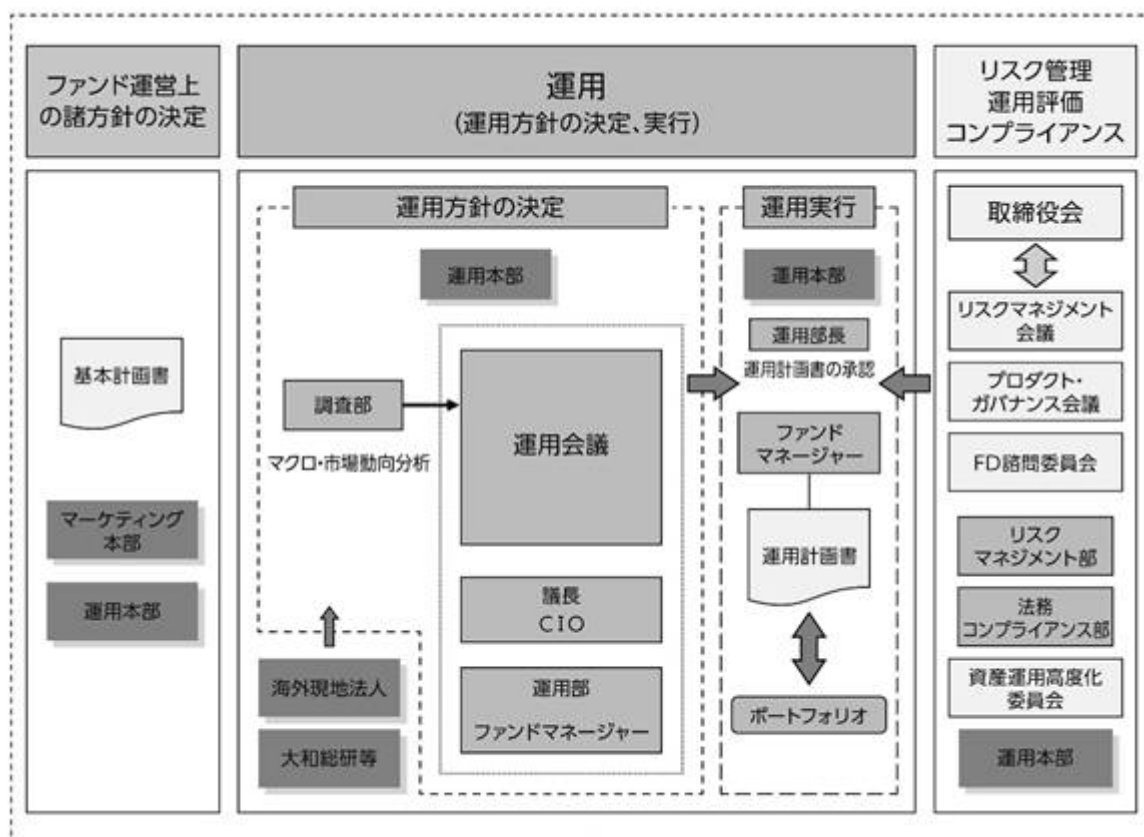 ファンド運営上
の諸方針の決定
運用
(運用方針の決定、実行)
リスク管理
運用評価
コンプライアンス
基本計画書
マーケティング
本部
運用本部
運用方針の決定
運用本部
調査部
マクロ・市場動向分析
運用会議
議長
CIO
運用部
ファンドマネージャー
海外現地法人
大和総研等
運用実行
運用本部
運用部長
運用計画書の承認
ファンド
マネージャー
運用計画書
ポートフォリオ
取締役会
リスクマネジメント
会議
プロダクト・
ガバナンス会議
FD諮問委員会
リスク
マネジメント部
法務
コンプライアンス部
資産運用高度化
委員会
運用本部